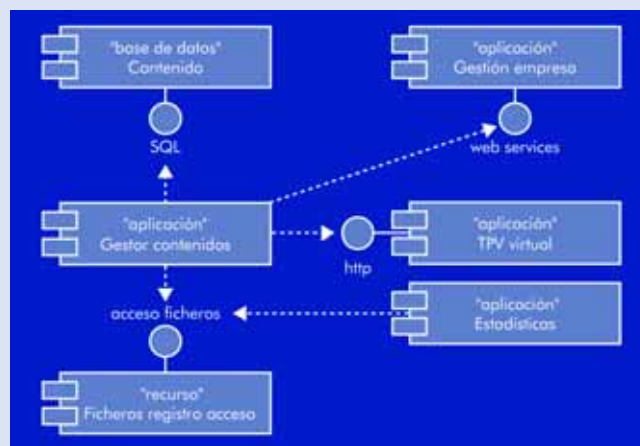 "base de datos"
Contenido
SQL
"aplicación"
Gestión empresa
web services
"aplicación"
Gestor contenidos
http
"aplicación"
TPV virtual
acceso ficheros
"aplicación"
Estadísticas
"recurso"
Ficheros registro acceso